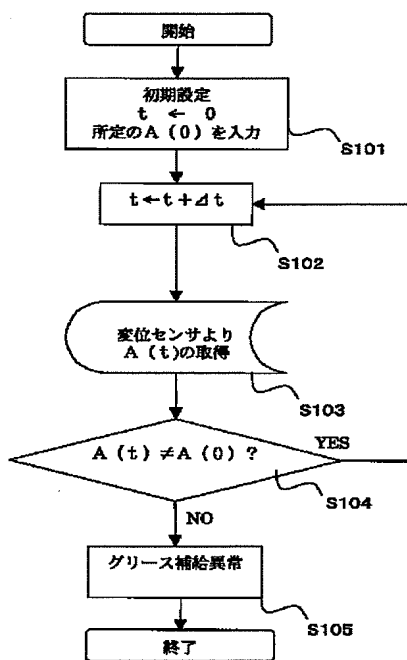 開始
初期設定
t ← 0
所定のA(0)を入力
S101
t←t+⊿t
S102
変位センサより
A(t)の取得
S103
A(t)≠A(0)?
YES
S104
NO
グリース補給異常
S105
終了